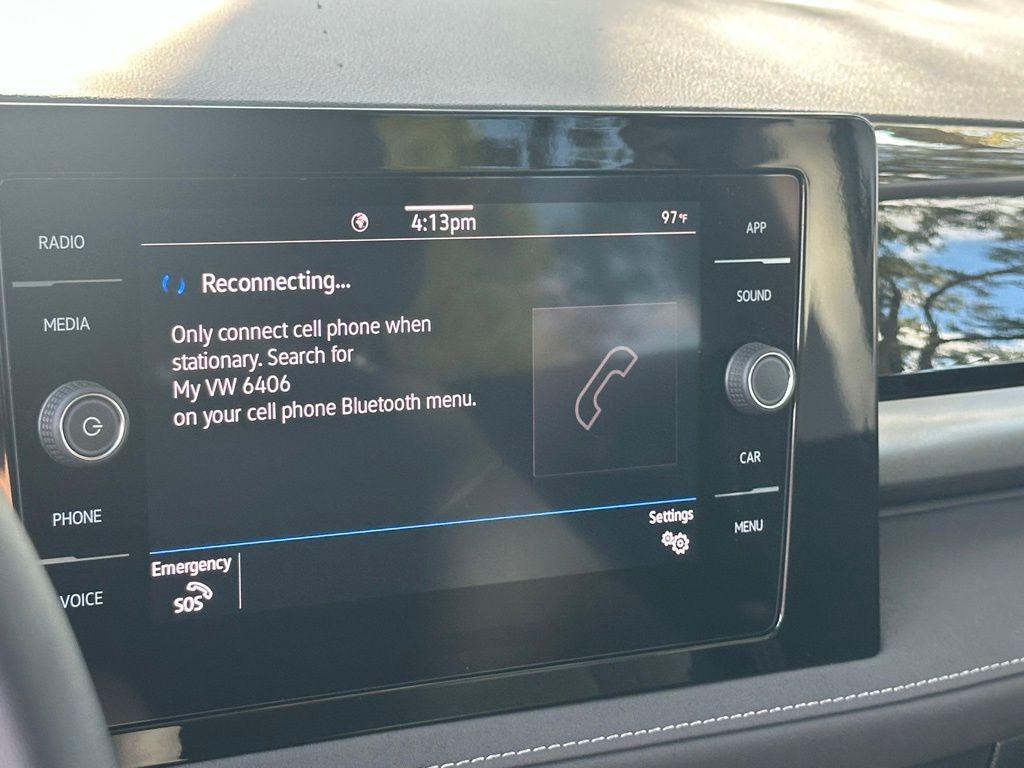 4:13pm
97°F
RADIO
APP
Reconnecting...
SOUND
MEDIA
Only connect cell phone when
stationary. Search for
My VW 6406
on your cell phone Bluetooth menu.
CAR
PHONE
Settings
MENU
Emergency
SOS
VOICE